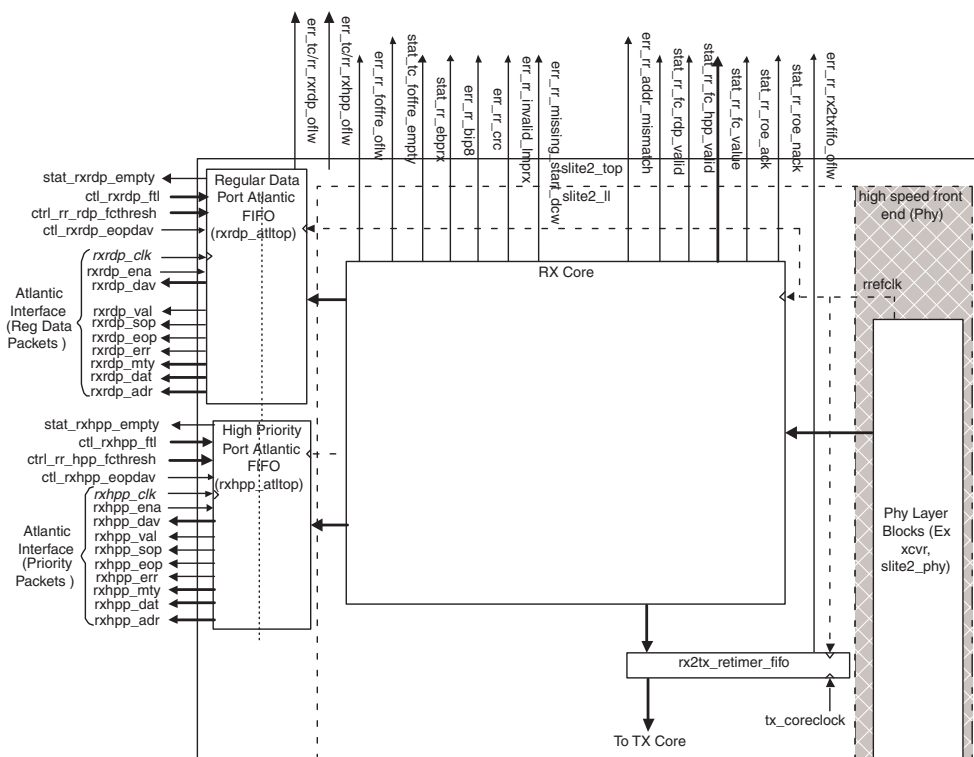 err_tc/rr_rxrdp_oflw
err_tc/rr_rxhpp_oflw
err_rr_foffre_oflw
stat_tc_foffre_empty
stat_rr_ebprx
err_rr_bip8
err_rr_crc
err_rr_invalid_lmprx
err_rr_missing_start_dcw
err_rr_addr_mismatch
stat_rr_fc_rdp_valid
stat_rr_fc_hpp_valid
stat_rr_fc_value
stat_rr_roe_ack
stat_rr_roe_nack
err_rr_rx2txfifo_oflw
slite2_top
slite2_ll
stat_rxrdp_empty
ctl_rxrdp_ftl
ctrl_rr_rdp_fcthresh
ctl_rxrdp_eopdav
rxrdp_clk
rxrdp_ena
rxrdp_dav
rxrdp_val
rxrdp_sop
rxrdp_eop
rxrdp_err
rxrdp_mty
rxrdp_dat
rxrdp_adr
Atlantic
Interface
(Reg Data
Packets )
Regular Data
Port Atlantic
FIFO
(rxrdp_atltop)
RX Core
high speed front
end (Phy)
rrefclk
stat_rxhpp_empty
ctl_rxhpp_ftl
ctrl_rr_hpp_fcthresh
ctl_rxhpp_eopdav
rxhpp_clk
rxhpp_ena
rxhpp_dav
rxhpp_val
rxhpp_sop
rxhpp_eop
rxhpp_err
rxhpp_mty
rxhpp_dat
rxhpp_adr
Atlantic
Interface
(Priority
Packets )
High Priority
Port Atlantic
FIFO
(rxhpp_atltop)
Phy Layer
Blocks (Ex
xcvr,
slite2_phy)
rx2tx_retimer_fifo
tx_coreclock
To TX Core